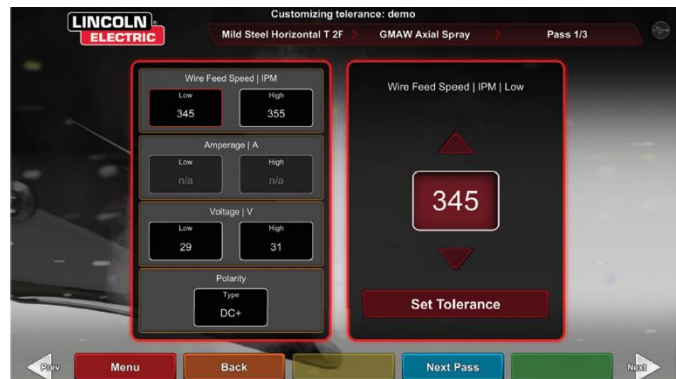 Customizing tolerance: demo
LINCOLN
ELECTRIC
Mild Steel Horizontal T 2F
GMAW Axial Spray
Pass 1/3
Wire Feed Speed | IPM
Low
High
345
355
Amperage | A
Low
High
n/a
n/a
Voltage | V
Low
High
29
31
Polarity
Type
DC+
Wire Feed Speed | IPM | Low
345
Set Tolerance
Prev
Menu
Back
Next Pass
Next